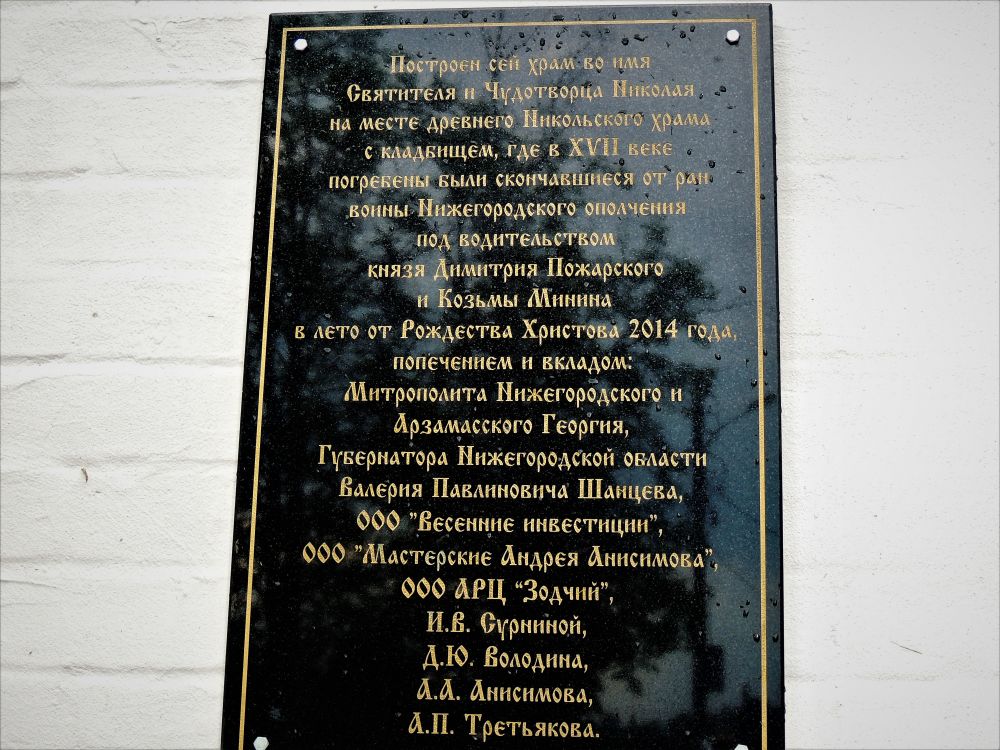 Построен сей храм во имя
Святителя и Чудотворца Николая
на месте древнего Никольского храма
с кладбищем, где в XVII веке
погребены были скончавшиеся от ран
воины Нижегородского ополчения
под водительством
князя Димитрия Пожарского
и Козьмы Минина
в лето от Рождества Христова 2014 года,
попечением и вкладом:
Митрополита Нижегородского и
Арзамасского Георгия,
Губернатора Нижегородской области
Валерия Павлиновича Шанцева,
ООО "Весенние инвестиции",
ООО "Мастерские Андрея Анисимова",
ООО АРЦ “Зодчий”,
И.В. Сурниной,
Д.Ю. Володина,
А.А. Анисимова,
А.П. Третьякова.